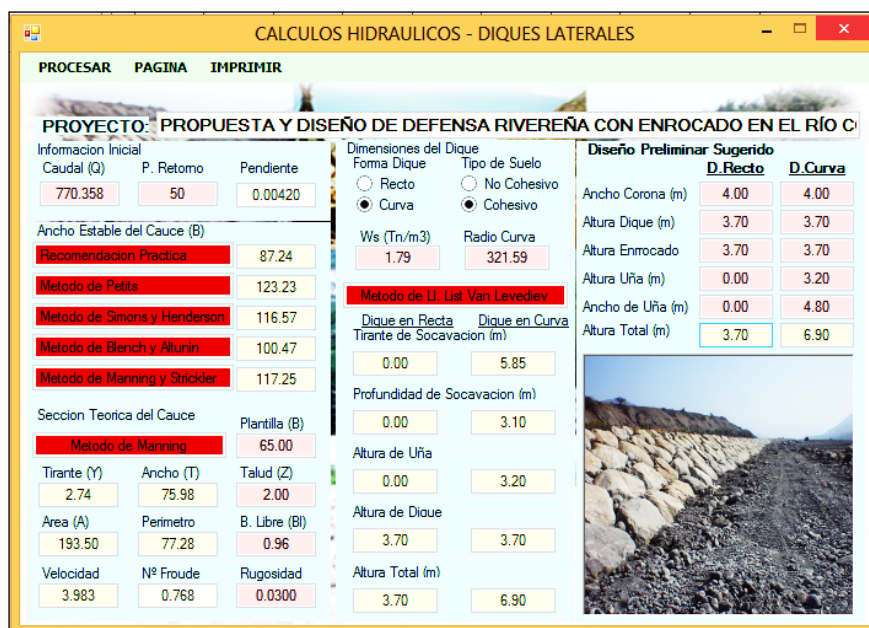 CALCULOS HIDRAULICOS - DIQUES LATERALES
PROCESAR PAGINA IMPRIMIR
PROYECTO: PROPUESTA Y DISEÑO DE DEFENSA RIVEREÑA CON ENROCADO EN EL RÍO
Informacion Inicial
Caudal (Q) P. Retorno Pendiente
770.358 50 0.00420
Ancho Estable del Cauce (B)
Recomendacion Practica 87.24
Metodo de Petits 123.23
Metodo de Simons y Henderson 116.57
Metodo de Blench y Altunin 100.47
Metodo de Manning y Strickler 117.25
Seccion Teorica del Cauce
Plantilla (B)
Metodo de Manning 65.00
Tirante (Y) Ancho (T) Talud (Z)
2.74 75.98 2.00
Area (A) Perimetro B. Libre (Bl)
193.50 77.28 0.96
Velocidad Nº Froude Rugosidad
3.983 0.768 0.0300
Dimensiones del Dique
Forma Dique Tipo de Suelo
Recto No Cohesivo
Curva Cohesivo
Ws (Tn/m3) Radio Curva
1.79 321.59
Metodo de LL List Van Levediev
Dique en Recta Dique en Curva
Tirante de Socavacion (m)
0.00 5.85
Profundidad de Socavacion (m)
0.00 3.10
Altura de Uña
0.00 3.20
Altura de Dique
3.70 3.70
Altura Total (m)
3.70 6.90
Diseño Preliminar Sugerido
D.Recto D.Curva
Ancho Corona (m) 4.00 4.00
Altura Dique (m) 3.70 3.70
Altura Enrrocado 3.70 3.70
Altura Uña (m) 0.00 3.20
Ancho de Uña (m) 0.00 4.80
Altura Total (m) 3.70 6.90